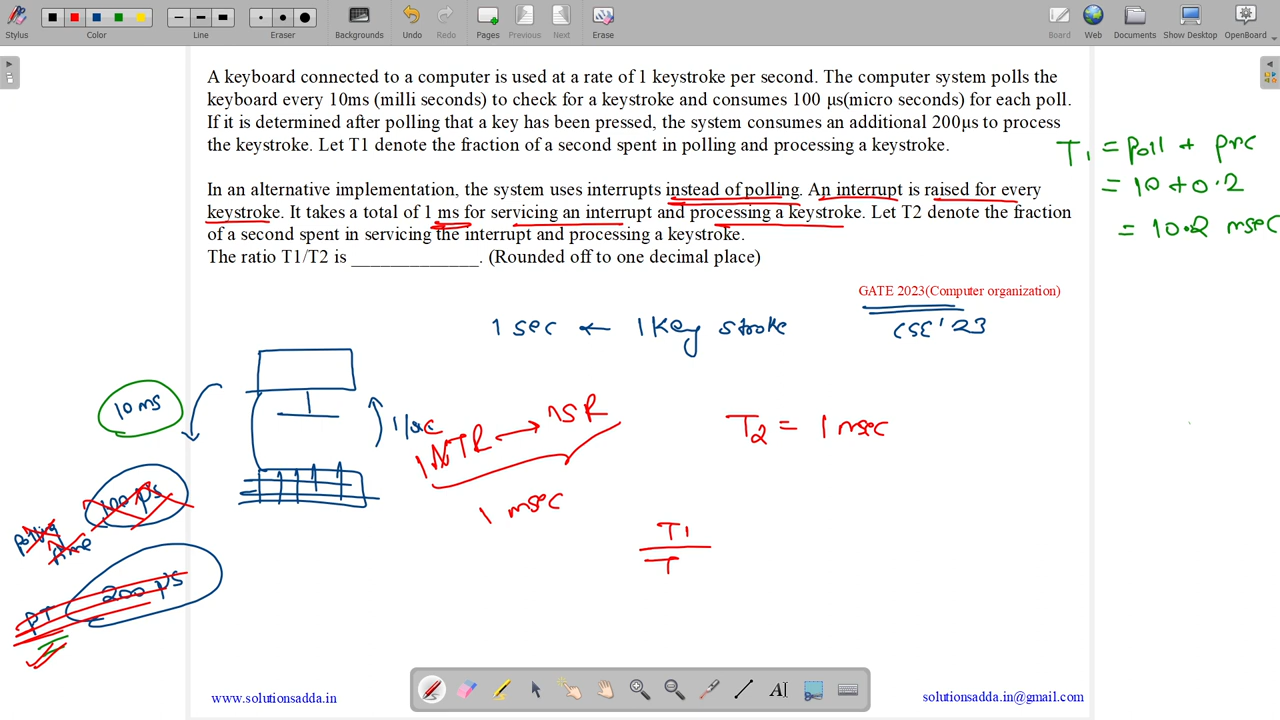 Stylus
Color
Line
Eraser
Backgrounds
Undo
Redo
Pages
Previous
Next
Erase
Board
Web
Documents
Show Desktop
OpenBoard
A keyboard connected to a computer is used at a rate of 1 keystroke per second. The computer system polls the
keyboard every 10ms (milli seconds) to check for a keystroke and consumes 100 μs(micro seconds) for each poll.
If it is determined after polling that a key has been pressed, the system consumes an additional 200μs to process
the keystroke. Let T1 denote the fraction of a second spent in polling and processing a keystroke.
T1 = Poll + prc
= 10 + 0.2
= 10.2 msec
In an alternative implementation, the system uses interrupts instead of polling. An interrupt is raised for every
keystroke. It takes a total of 1 ms for servicing an interrupt and processing a keystroke. Let T2 denote the fraction
of a second spent in servicing the interrupt and processing a keystroke.
The ratio T1/T2 is _____________. (Rounded off to one decimal place)
GATE 2023(Computer organization)
CSE'23
1 sec ← 1 Key stroke
10 ms
1/sec
INTR → ISR
1 msec
T2 = 1 msec
100 μs
polling
time
200 μs
PT
T1
T
www.solutionsadda.in
solutionsadda.in@gmail.com